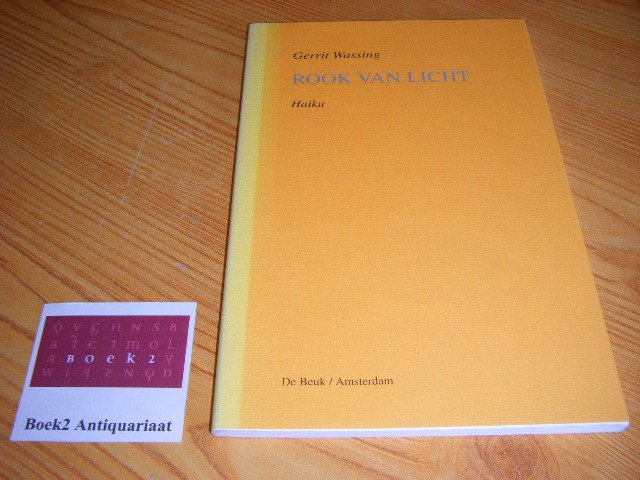 Gerrit Wassing
ROOK VAN LICHT
Haiku
De Beuk / Amsterdam
BOEK2
Boek2 Antiquariaat